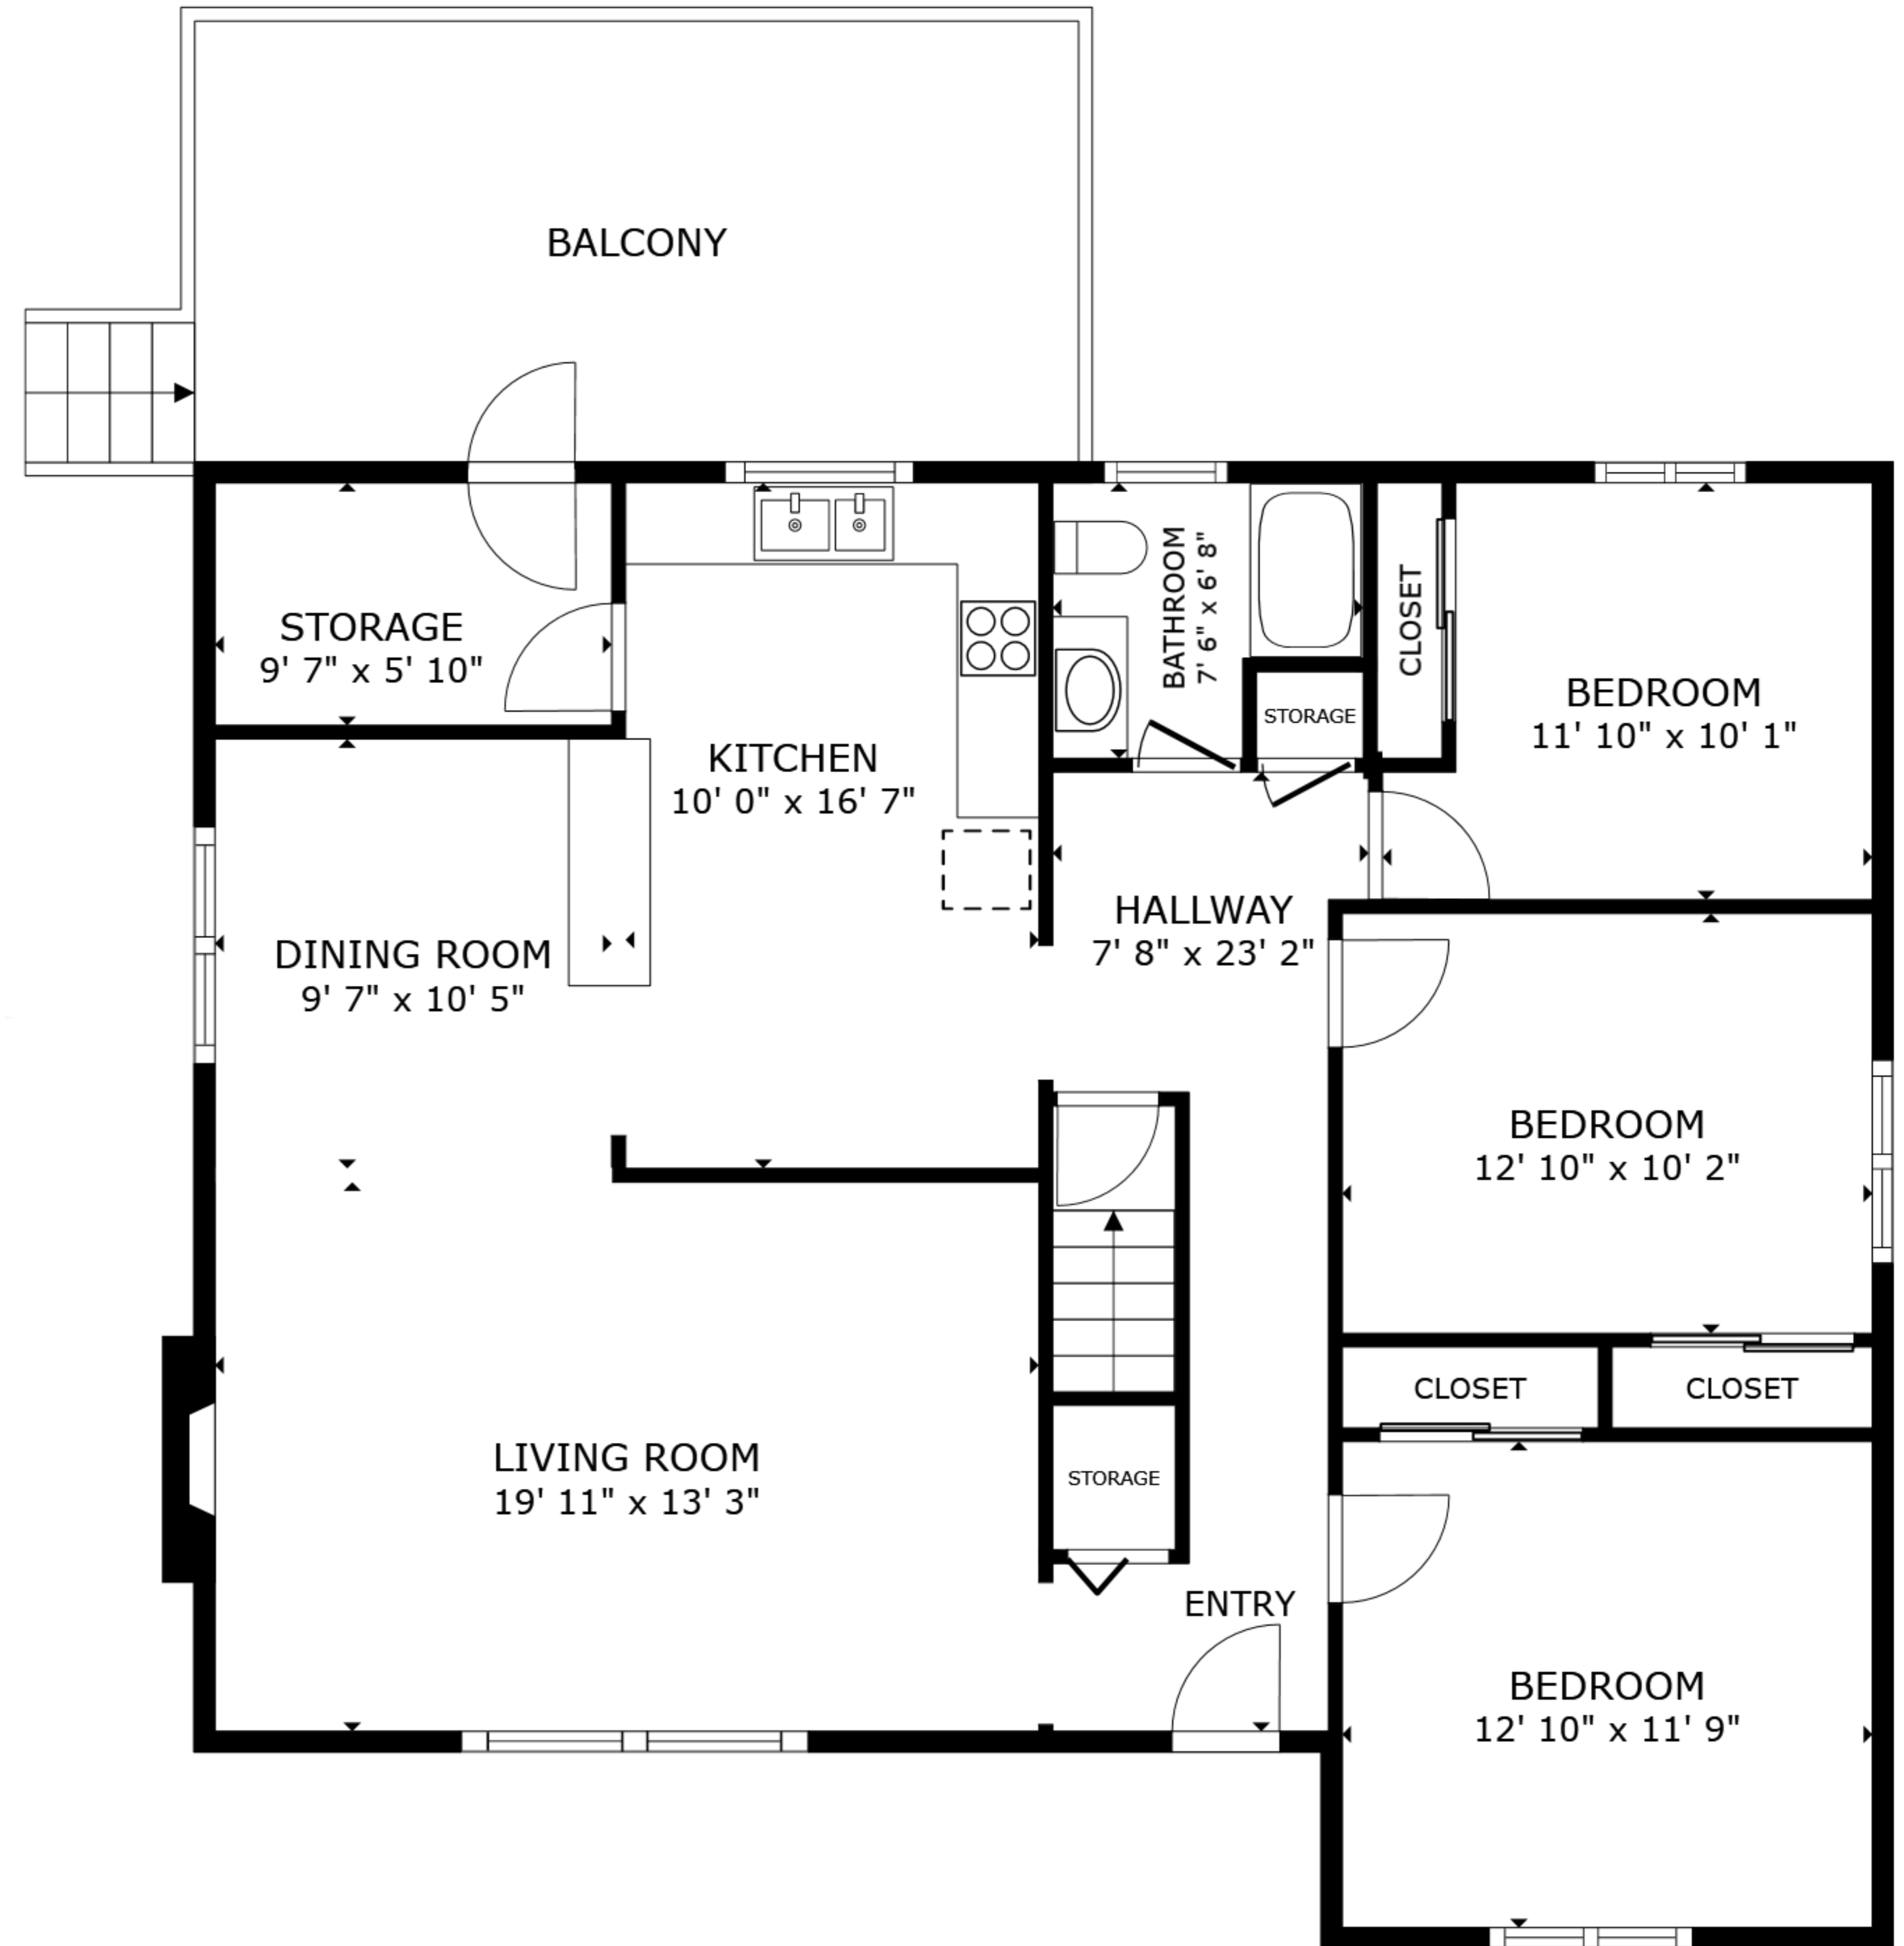 BALCONY
STORAGE
9' 7" x 5' 10"
KITCHEN
10' 0" x 16' 7"
BATHROOM
7' 6" x 6' 8"
STORAGE
CLOSET
BEDROOM
11' 10" x 10' 1"
DINING ROOM
9' 7" x 10' 5"
HALLWAY
7' 8" x 23' 2"
BEDROOM
12' 10" x 10' 2"
CLOSET
CLOSET
LIVING ROOM
19' 11" x 13' 3"
STORAGE
ENTRY
BEDROOM
12' 10" x 11' 9"